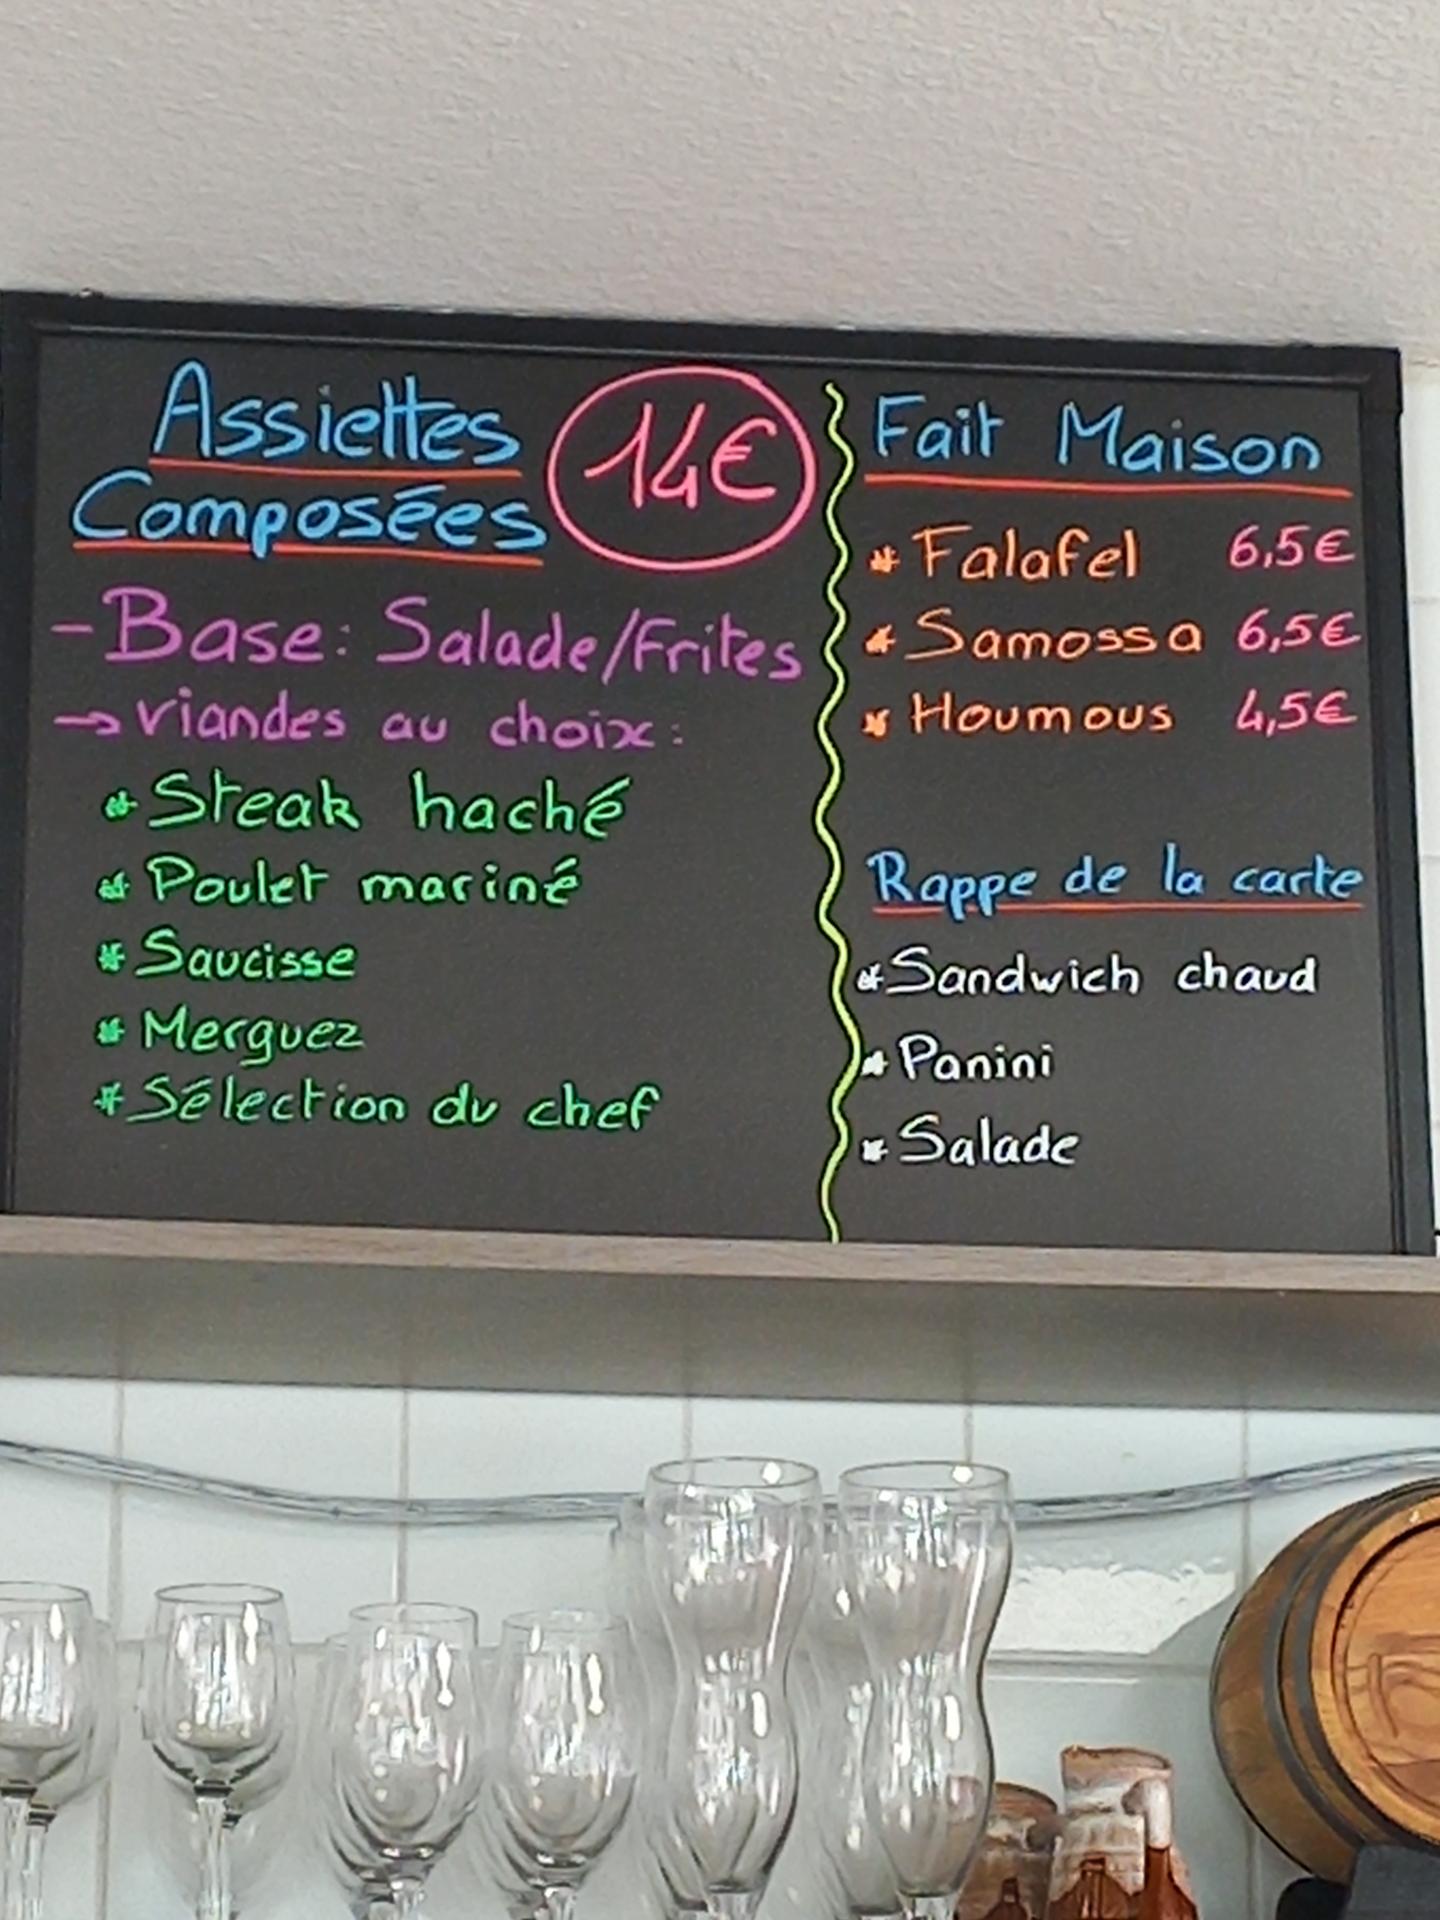 Assiettes
Composées
14€
- Base: Salade/Frites
→ viandes au choix:
* Steak haché
* Poulet mariné
* Saucisse
* Merguez
* Sélection du chef
Fait Maison
* Falafel 6,5€
* Samossa 6,5€
* Houmous 4,5€
Rappe de la carte
* Sandwich chaud
* Panini
* Salade